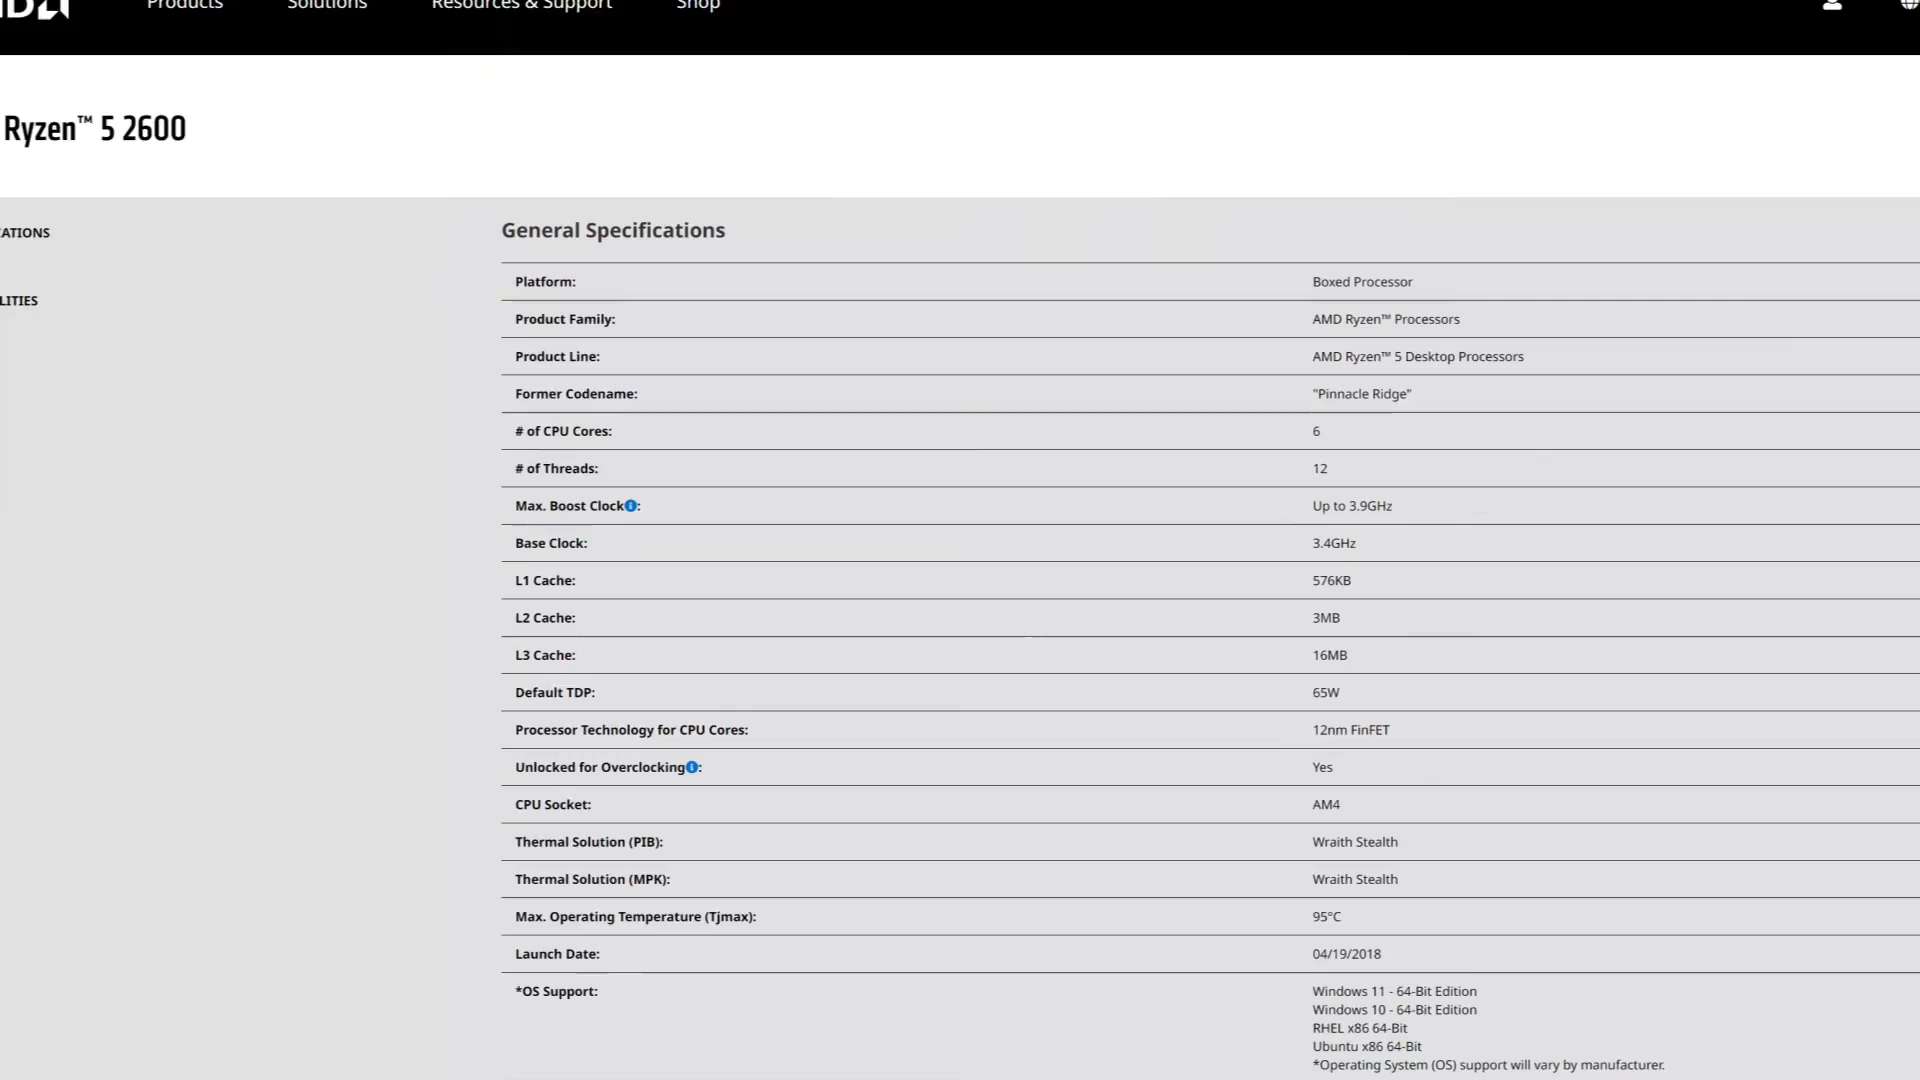 Products Solutions Resources & Support Shop
Ryzen™ 5 2600
General Specifications
Platform: Boxed Processor
Product Family: AMD Ryzen™ Processors
Product Line: AMD Ryzen™ 5 Desktop Processors
Former Codename: "Pinnacle Ridge"
# of CPU Cores: 6
# of Threads: 12
Max. Boost Clock: Up to 3.9GHz
Base Clock: 3.4GHz
L1 Cache: 576KB
L2 Cache: 3MB
L3 Cache: 16MB
Default TDP: 65W
Processor Technology for CPU Cores: 12nm FinFET
Unlocked for Overclocking: Yes
CPU Socket: AM4
Thermal Solution (PIB): Wraith Stealth
Thermal Solution (MPK): Wraith Stealth
Max. Operating Temperature (Tjmax): 95°C
Launch Date: 04/19/2018
*OS Support: Windows 11 - 64-Bit Edition
Windows 10 - 64-Bit Edition
RHEL x86 64-Bit
Ubuntu x86 64-Bit
*Operating System (OS) support will vary by manufacturer.